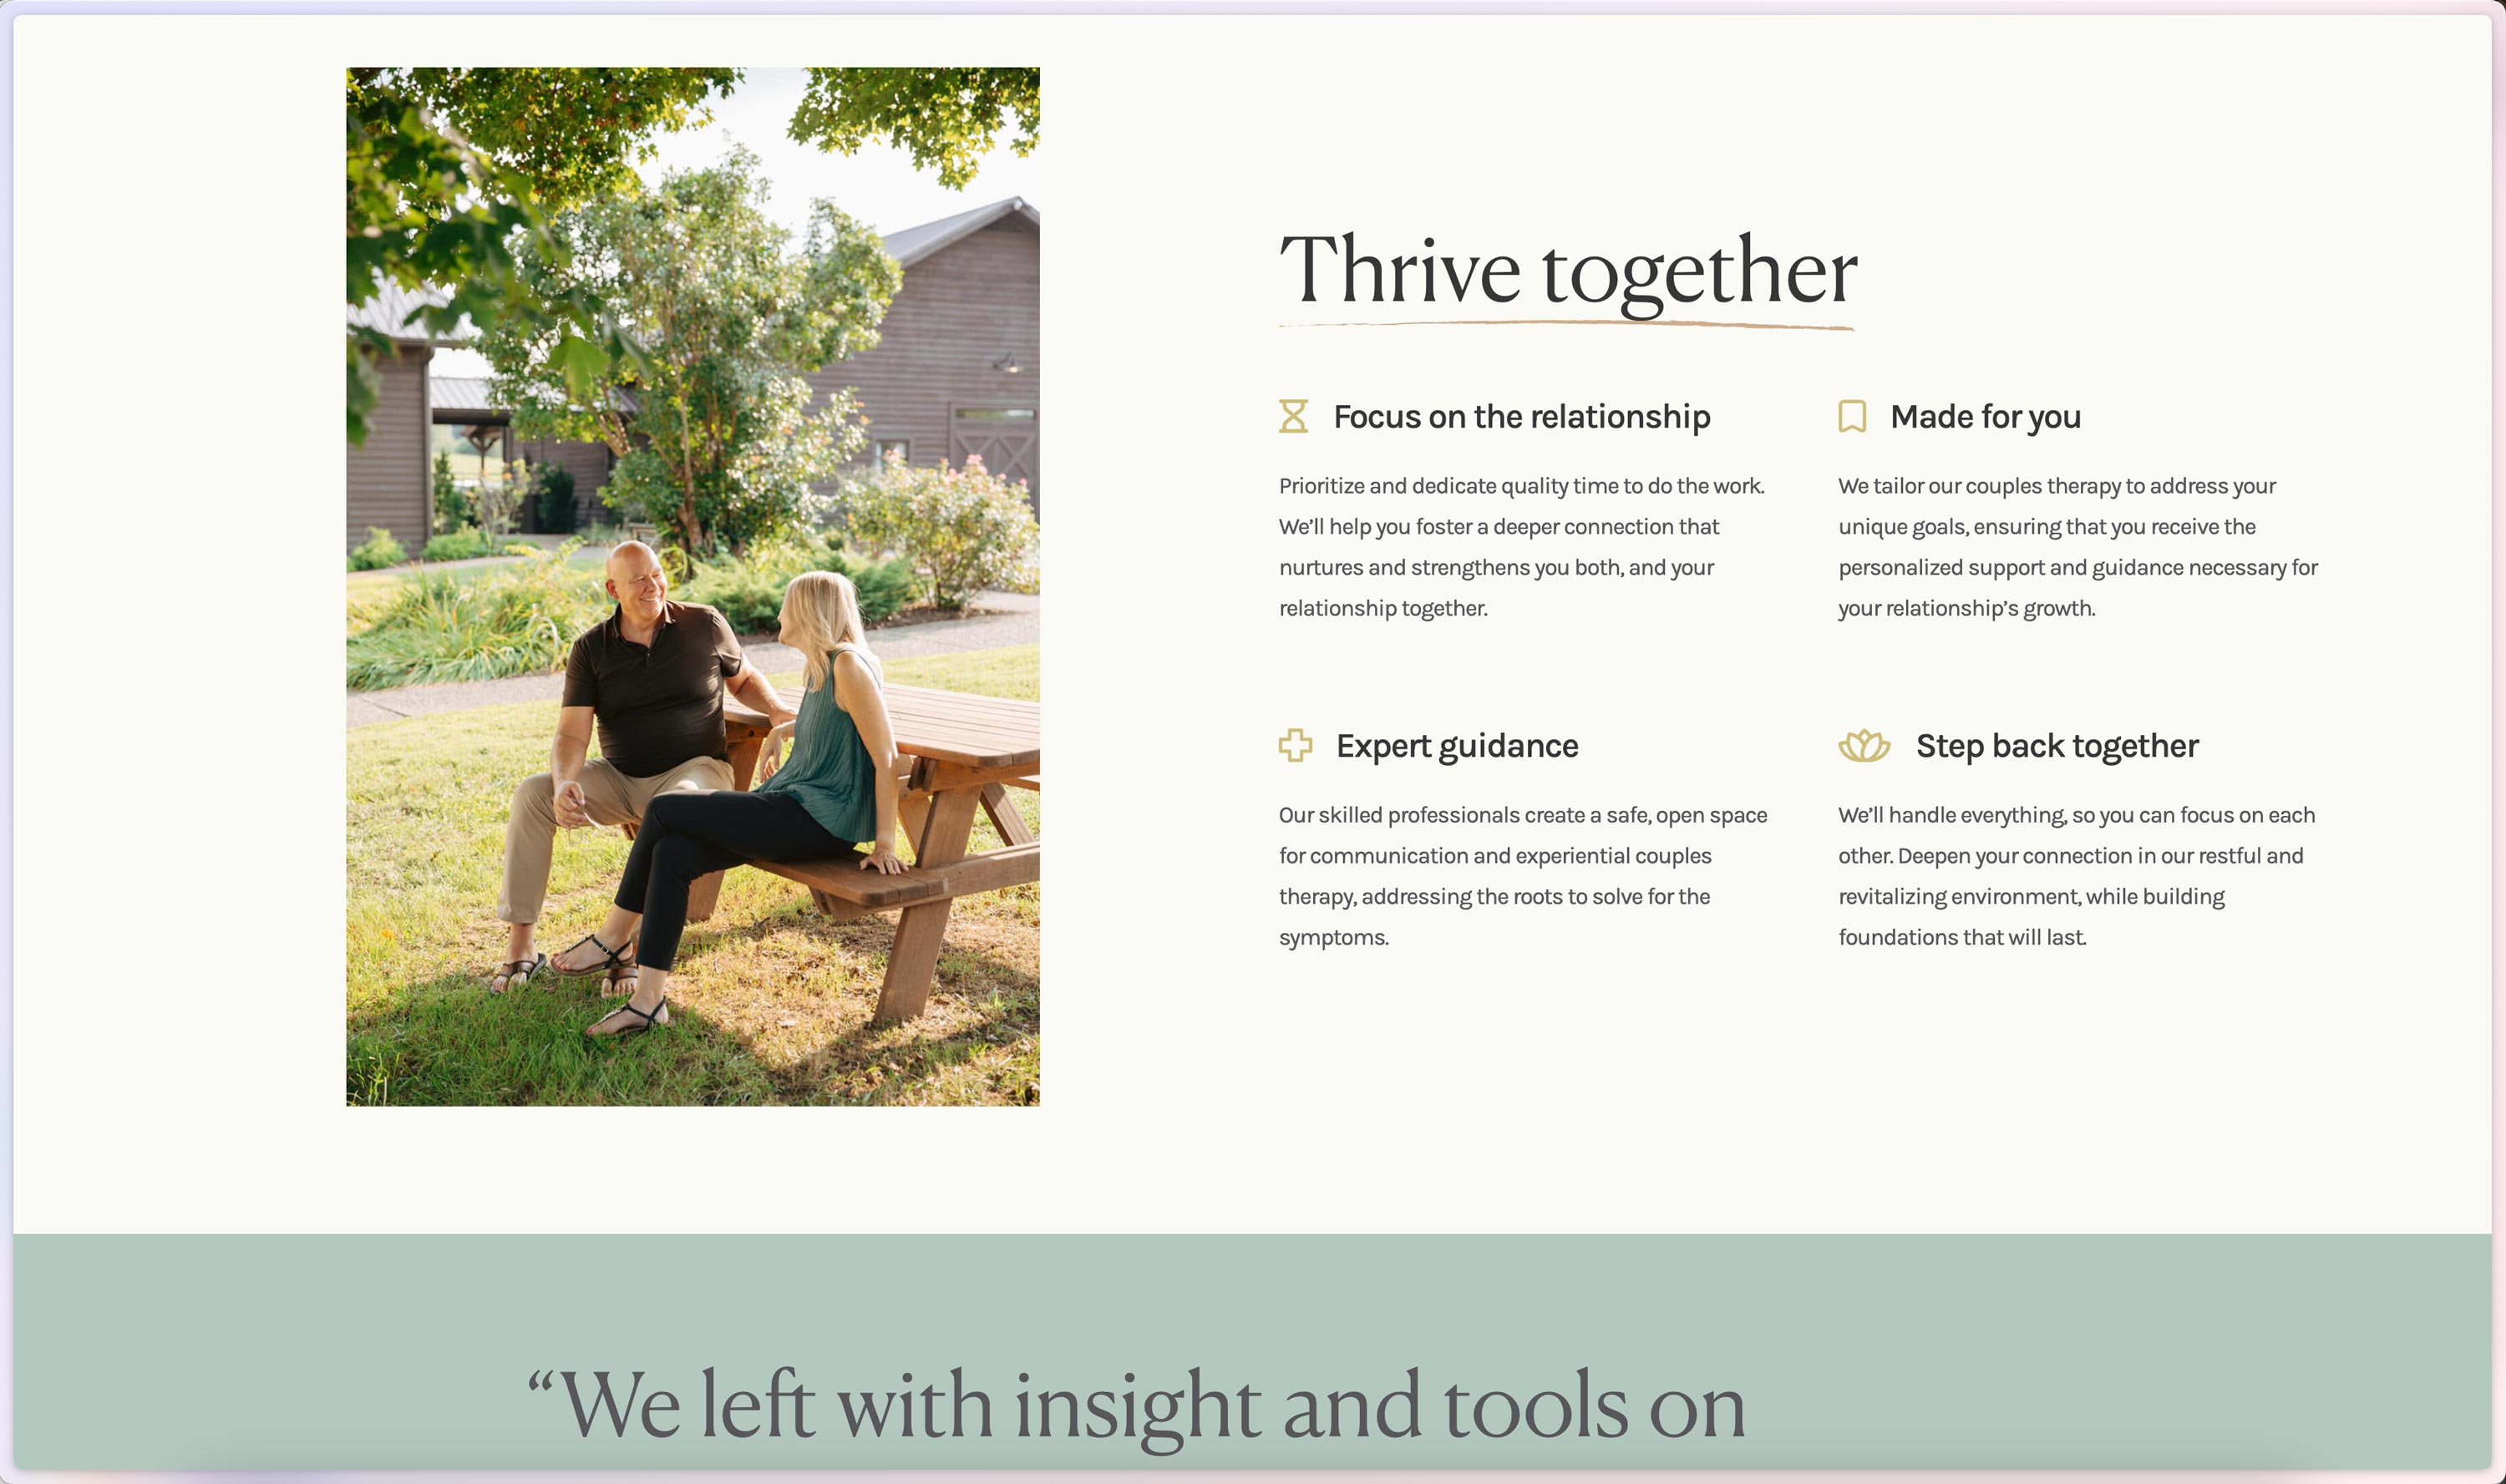 Thrive together
Focus on the relationship
Prioritize and dedicate quality time to do the work.
We’ll help you foster a deeper connection that
nurtures and strengthens you both, and your
relationship together.
Made for you
We tailor our couples therapy to address your
unique goals, ensuring that you receive the
personalized support and guidance necessary for
your relationship’s growth.
Expert guidance
Our skilled professionals create a safe, open space
for communication and experiential couples
therapy, addressing the roots to solve for the
symptoms.
Step back together
We’ll handle everything, so you can focus on each
other. Deepen your connection in our restful and
revitalizing environment, while building
foundations that will last.
“We left with insight and tools on